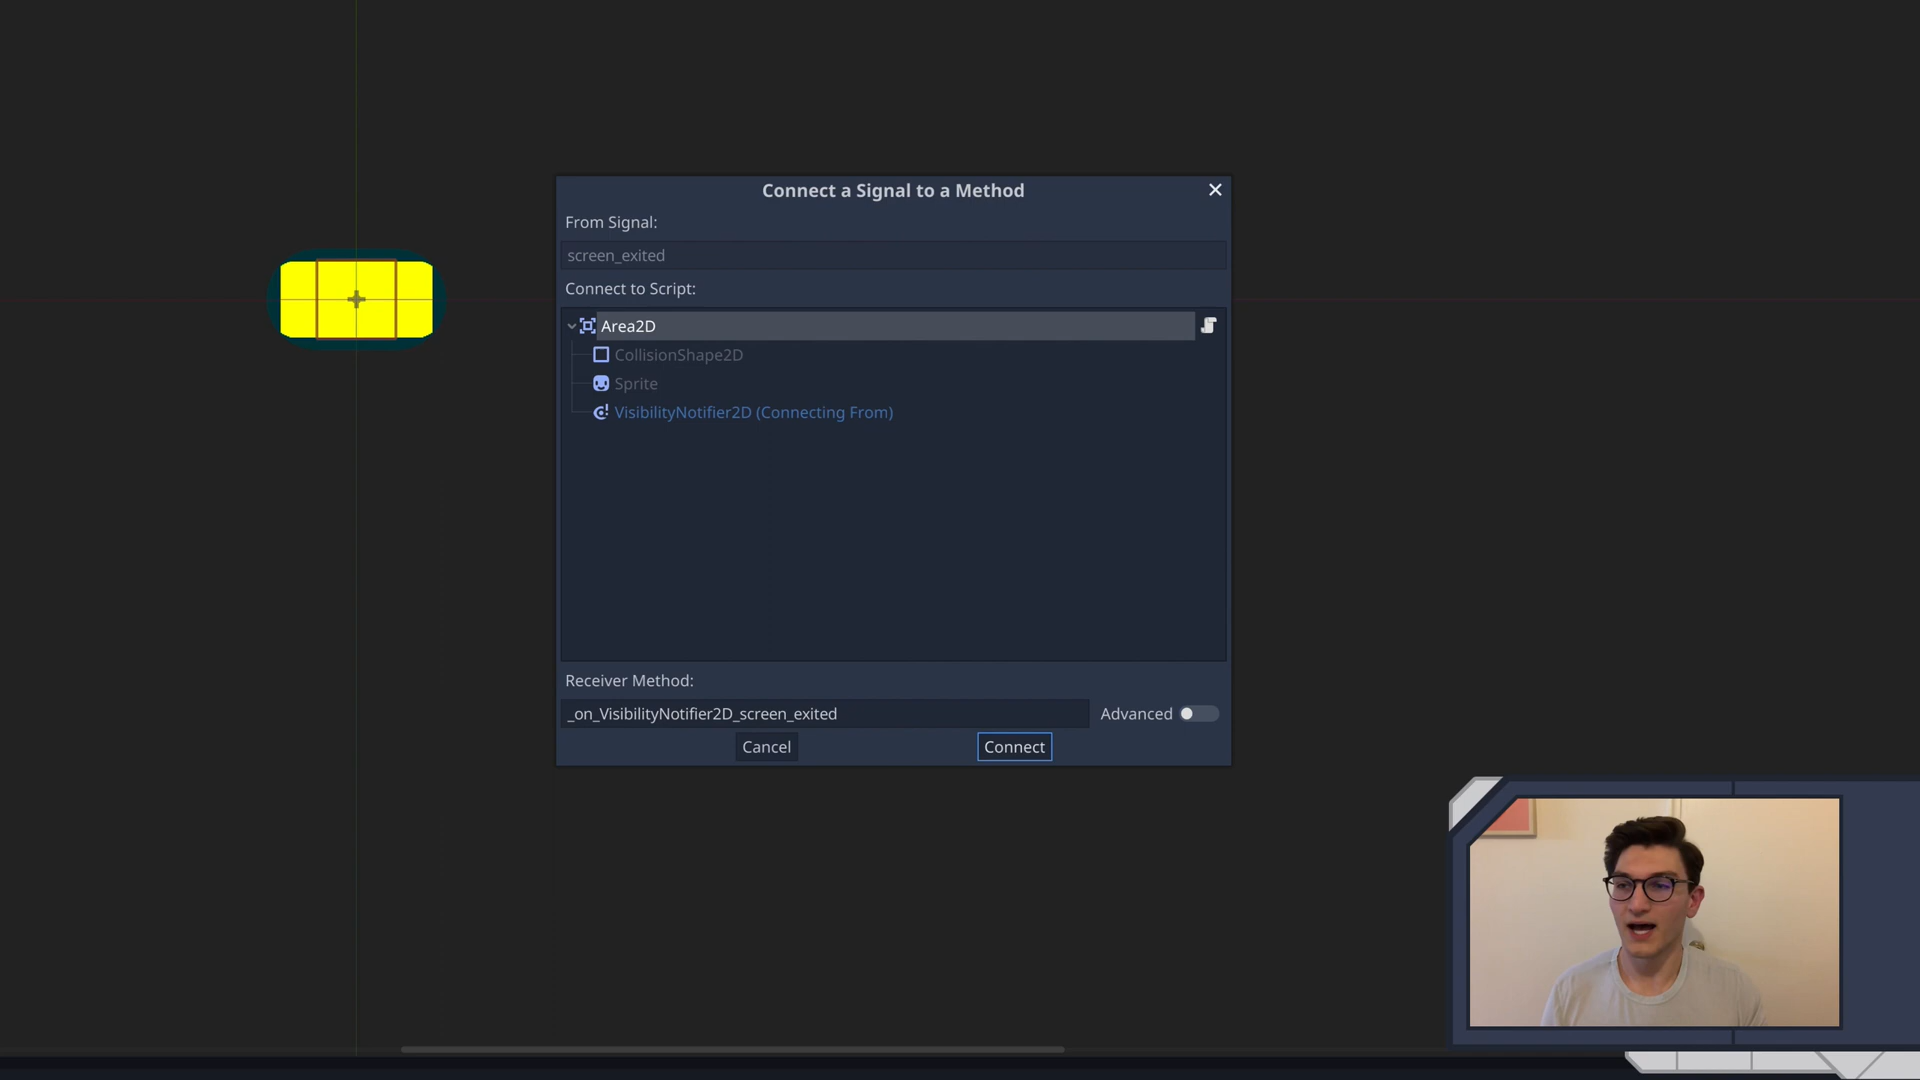 Connect a Signal to a Method
From Signal:
screen_exited
Connect to Script:
Area2D
CollisionShape2D
Sprite
VisibilityNotifier2D (Connecting From)
Receiver Method:
_on_VisibilityNotifier2D_screen_exited
Advanced
Cancel
Connect